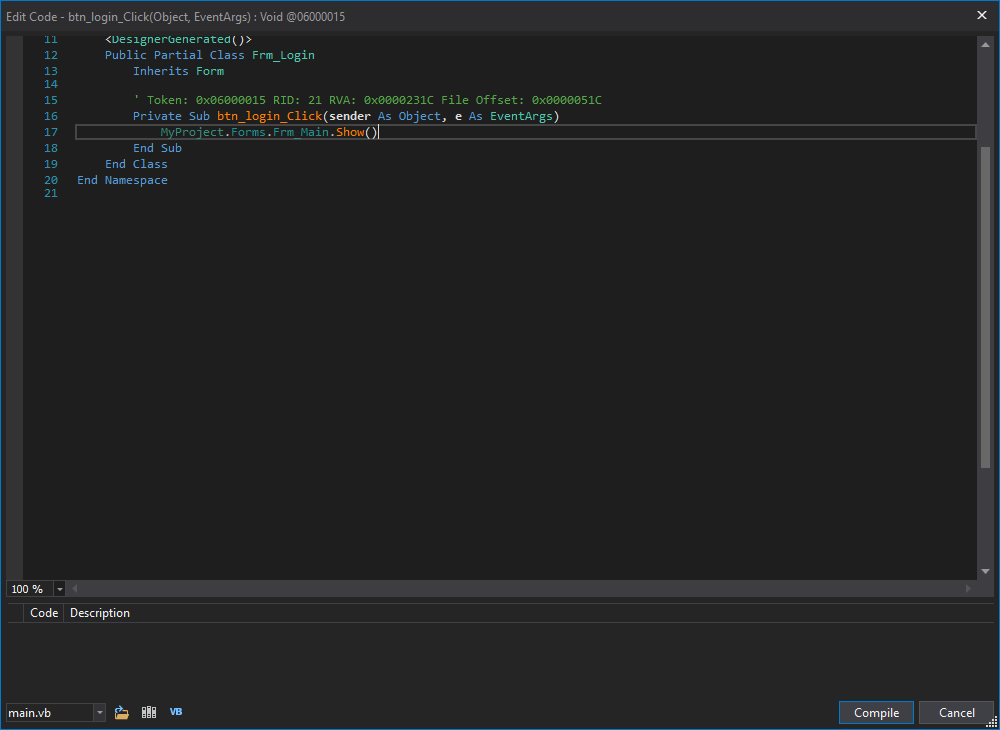 Edit Code - btn_login_Click(Object, EventArgs) : Void @06000015
11 <DesignerGenerated()>
12 Public Partial Class Frm_Login
13 Inherits Form
14
15 ' Token: 0x06000015 RID: 21 RVA: 0x0000231C File Offset: 0x0000051C
16 Private Sub btn_login_Click(sender As Object, e As EventArgs)
17 MyProject.Forms.Frm_Main.Show()
18 End Sub
19 End Class
20 End Namespace
21
100 %
Code Description
main.vb VB Compile Cancel